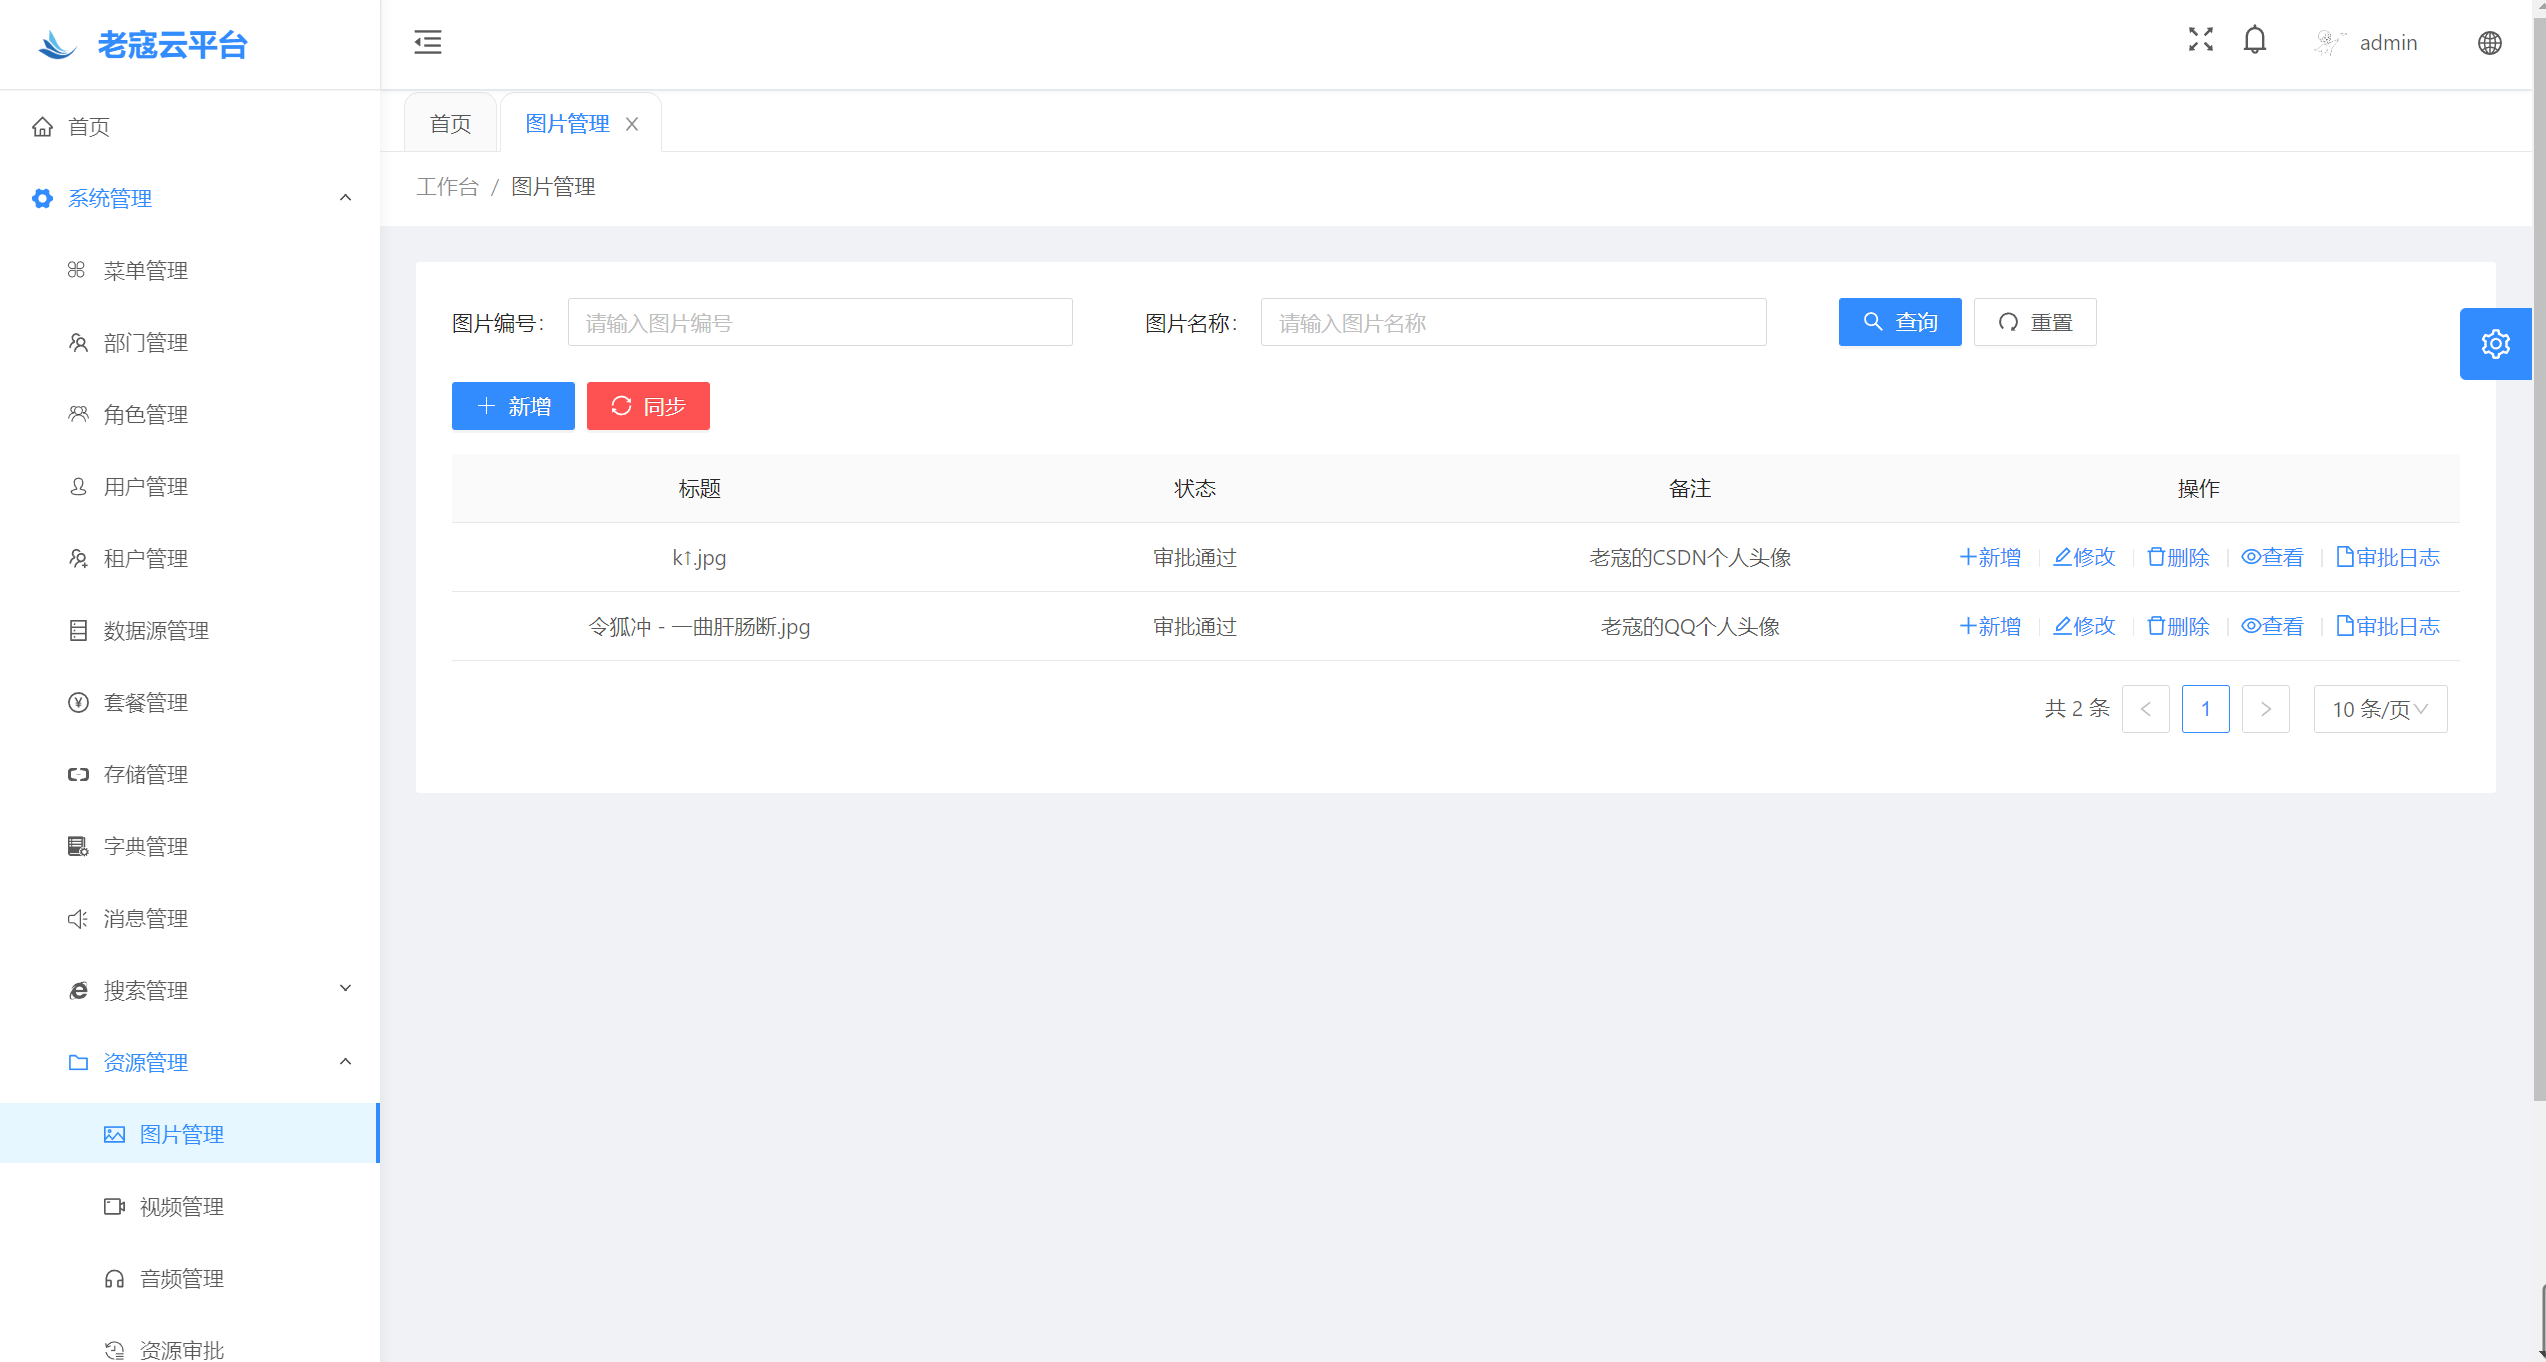 老寇云平台
admin
首页
系统管理
菜单管理
部门管理
角色管理
用户管理
租户管理
数据源管理
套餐管理
存储管理
字典管理
消息管理
搜索管理
资源管理
图片管理
视频管理
音频管理
资源审批
首页 图片管理
工作台 / 图片管理
图片编号: 请输入图片编号 图片名称: 请输入图片名称 查询 重置
新增 同步
标题 状态 备注 操作
k↑.jpg 审批通过 老寇的CSDN个人头像 新增 修改 删除 查看 审批日志
令狐冲 - 一曲肝肠断.jpg 审批通过 老寇的QQ个人头像 新增 修改 删除 查看 审批日志
共 2 条 < 1 > 10 条/页